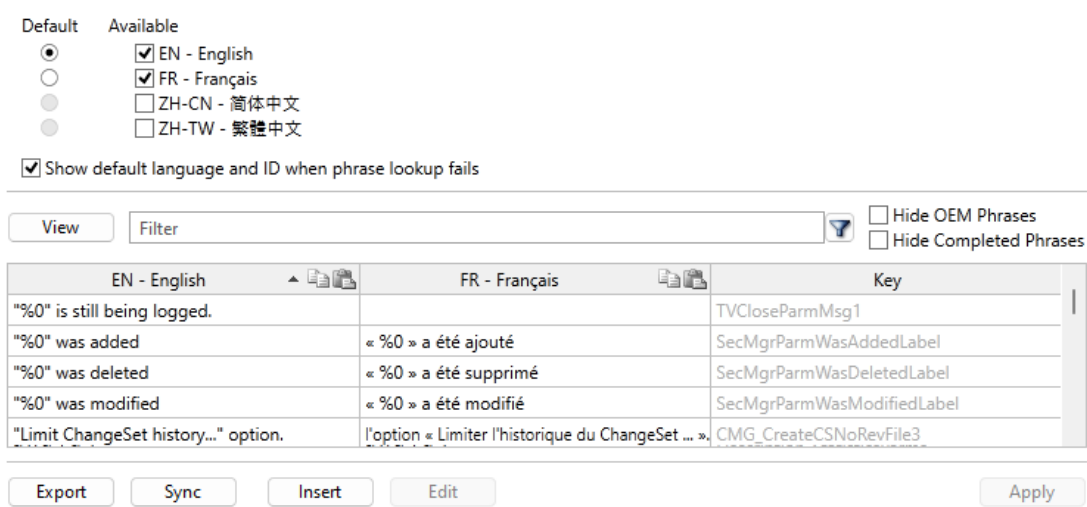 Default Available
EN - English
FR - Français
ZH-CN - 简体中文
ZH-TW - 繁體中文
Show default language and ID when phrase lookup fails
View Filter Hide OEM Phrases
Hide Completed Phrases
EN - English FR - Français Key
"%0" is still being logged. TVCloseParmMsg1
"%0" was added « %0 » a été ajouté SecMgrParmWasAddedLabel
"%0" was deleted « %0 » a été supprimé SecMgrParmWasDeletedLabel
"%0" was modified « %0 » a été modifié SecMgrParmWasModifiedLabel
"Limit ChangeSet history..." option. l'option « Limiter l'historique du ChangeSet ... ». CMG_CreateCSNoRevFile3
Export Sync Insert Edit Apply